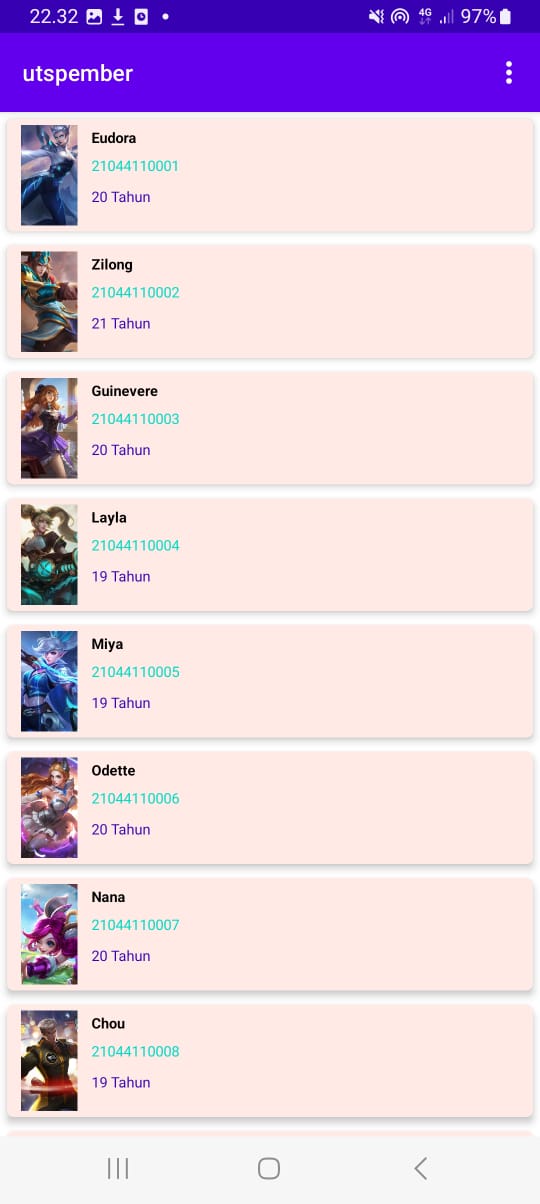 22.32
4G
97%
utspember
Eudora
21044110001
20 Tahun
Zilong
21044110002
21 Tahun
Guinevere
21044110003
20 Tahun
Layla
21044110004
19 Tahun
Miya
21044110005
19 Tahun
Odette
21044110006
20 Tahun
Nana
21044110007
20 Tahun
Chou
21044110008
19 Tahun